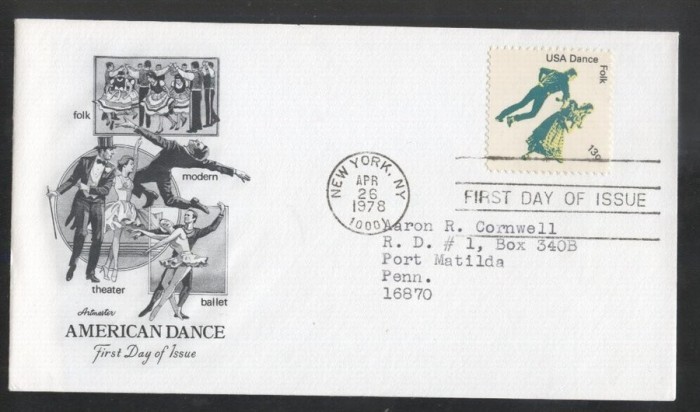 folk
modern
theater
ballet
Artmaster
AMERICAN DANCE
First Day of Issue
USA Dance
Folk
13c
NEW YORK, NY
APR
26
1978
10001
FIRST DAY OF ISSUE
Aaron R. Cornwell
R. D. # 1, Box 340B
Port Matilda
Penn.
16870